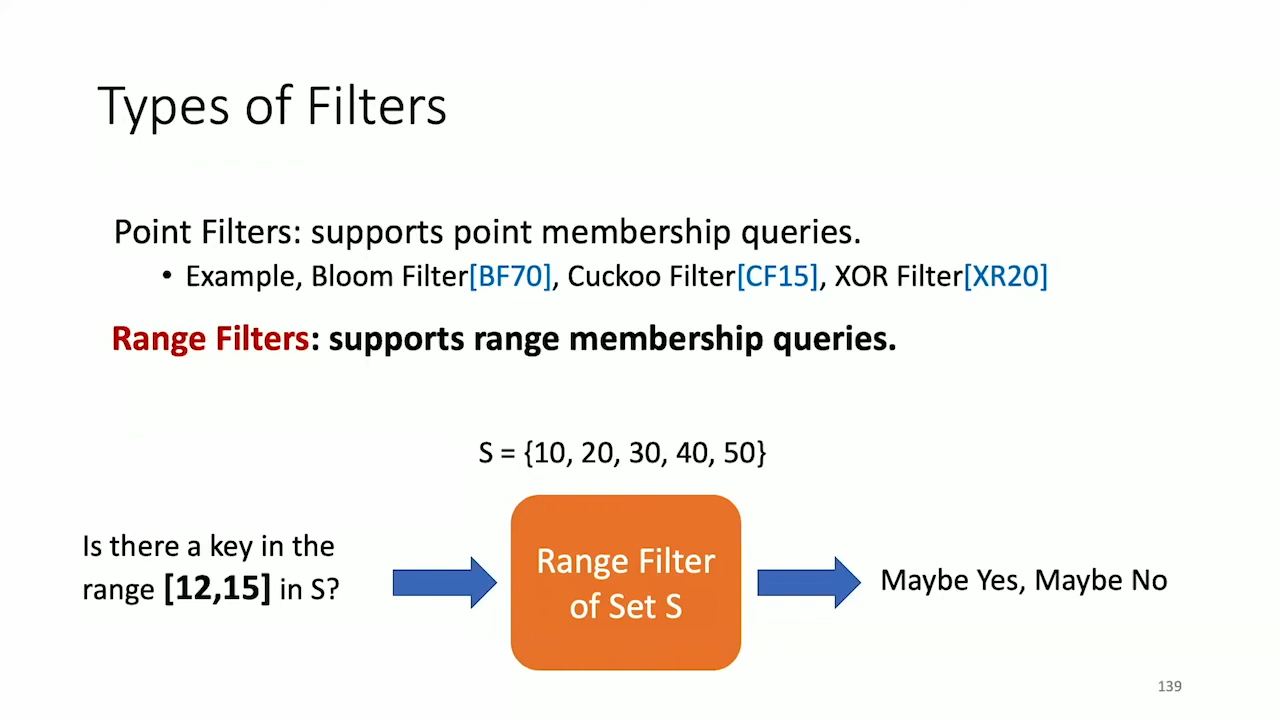 Types of Filters
Point Filters: supports point membership queries.
• Example, Bloom Filter[BF70], Cuckoo Filter[CF15], XOR Filter[XR20]
Range Filters: supports range membership queries.
S = {10, 20, 30, 40, 50}
Is there a key in the
range [12,15] in S?
Range Filter
of Set S
Maybe Yes, Maybe No
139